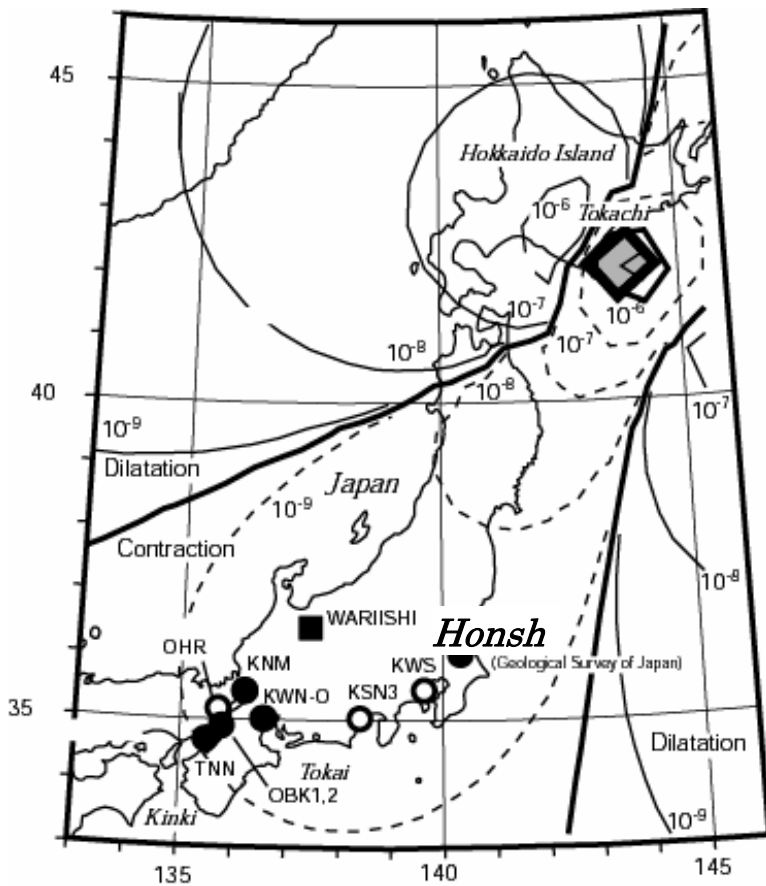 45
Hokkaido Island
10-6
Tokachi
10-7
10-6
10-8
10-7
40
10-8
10-7
10-9
Dilatation
Japan
10-9
Contraction
10-8
WARIISHI
Honsh
OHR
KNM
KWS
(Geological Survey of Japan)
KWN-O
KSN3
35
Dilatation
TNN
Tokai
OBK1,2
Kinki
10-9
135
140
145